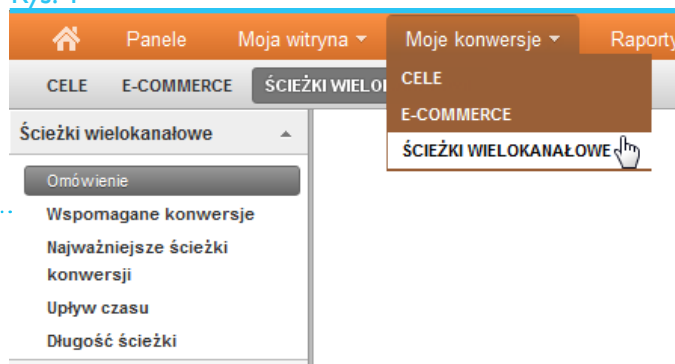 Panele Moja witryna Moje konwersje Raporty
CELE E-COMMERCE ŚCIEŻKI WIELO
CELE
E-COMMERCE
ŚCIEŻKI WIELOKANAŁOWE
Ścieżki wielokanałowe
Omówienie
Wspomagane konwersje
Najważniejsze ścieżki
konwersji
Upływ czasu
Długość ścieżki